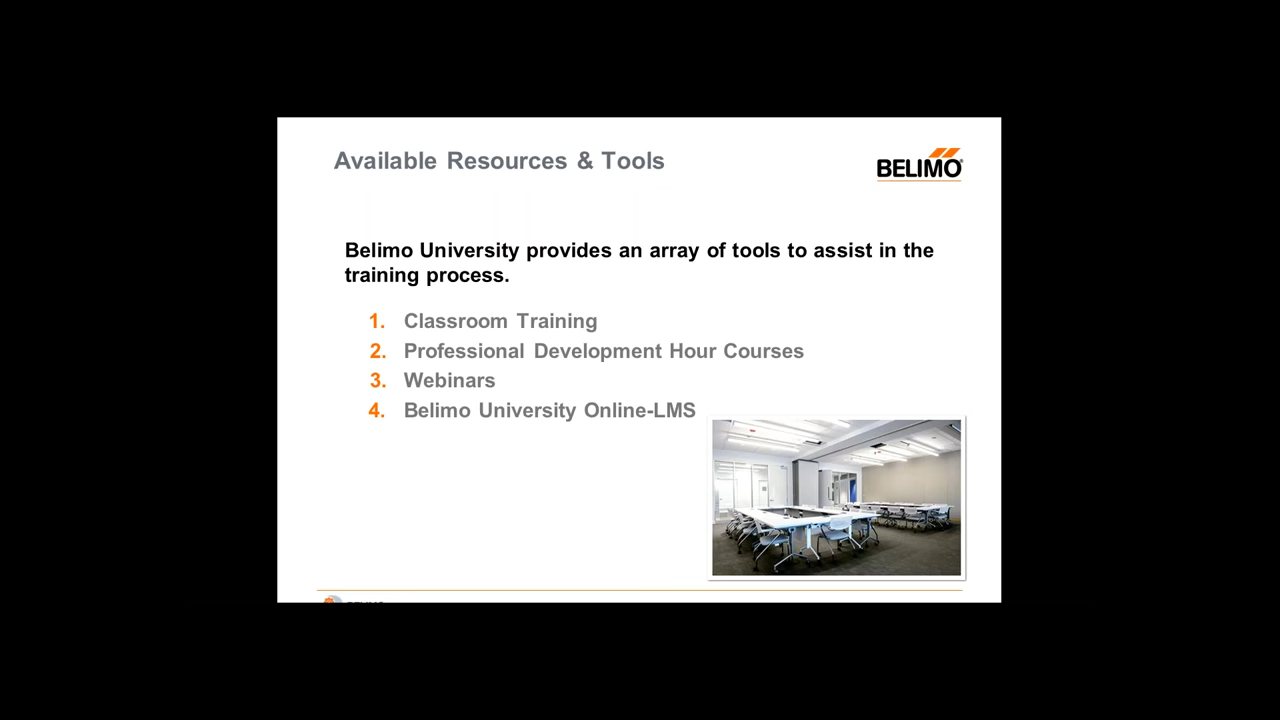 Available Resources & Tools
BELIMO
Belimo University provides an array of tools to assist in the
training process.
1. Classroom Training
2. Professional Development Hour Courses
3. Webinars
4. Belimo University Online-LMS